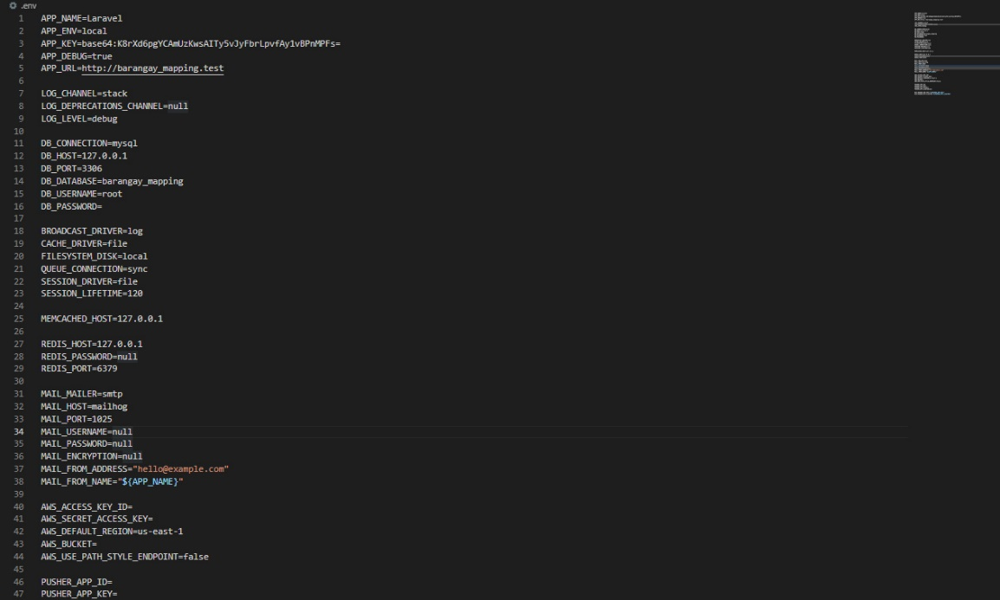 .env
1 APP_NAME=Laravel
2 APP_ENV=local
3 APP_KEY=base64:K8rXd6pgYCAmUzKwsAITy5vJyFbrLpvfAy1vBPnMPFs=
4 APP_DEBUG=true
5 APP_URL=http://barangay_mapping.test
6
7 LOG_CHANNEL=stack
8 LOG_DEPRECATIONS_CHANNEL=null
9 LOG_LEVEL=debug
10
11 DB_CONNECTION=mysql
12 DB_HOST=127.0.0.1
13 DB_PORT=3306
14 DB_DATABASE=barangay_mapping
15 DB_USERNAME=root
16 DB_PASSWORD=
17
18 BROADCAST_DRIVER=log
19 CACHE_DRIVER=file
20 FILESYSTEM_DISK=local
21 QUEUE_CONNECTION=sync
22 SESSION_DRIVER=file
23 SESSION_LIFETIME=120
24
25 MEMCACHED_HOST=127.0.0.1
26
27 REDIS_HOST=127.0.0.1
28 REDIS_PASSWORD=null
29 REDIS_PORT=6379
30
31 MAIL_MAILER=smtp
32 MAIL_HOST=mailhog
33 MAIL_PORT=1025
34 MAIL_USERNAME=null
35 MAIL_PASSWORD=null
36 MAIL_ENCRYPTION=null
37 MAIL_FROM_ADDRESS="hello@example.com"
38 MAIL_FROM_NAME="${APP_NAME}"
39
40 AWS_ACCESS_KEY_ID=
41 AWS_SECRET_ACCESS_KEY=
42 AWS_DEFAULT_REGION=us-east-1
43 AWS_BUCKET=
44 AWS_USE_PATH_STYLE_ENDPOINT=false
45
46 PUSHER_APP_ID=
47 PUSHER_APP_KEY=